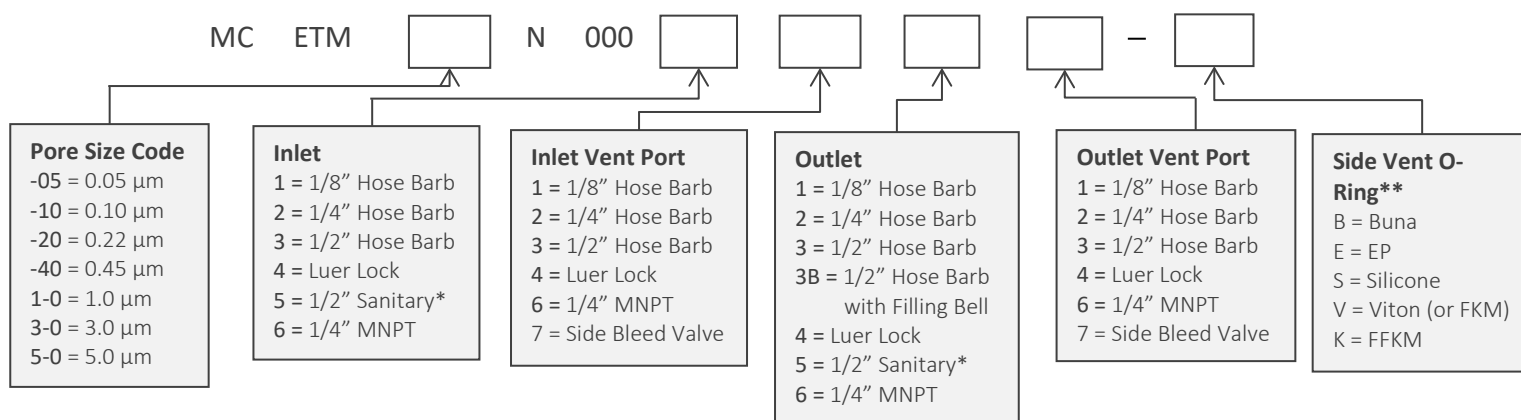 MC ETM N 000 –
Pore Size Code
-05 = 0.05 µm
-10 = 0.10 µm
-20 = 0.22 µm
-40 = 0.45 µm
1-0 = 1.0 µm
3-0 = 3.0 µm
5-0 = 5.0 µm
Inlet
1 = 1/8” Hose Barb
2 = 1/4” Hose Barb
3 = 1/2” Hose Barb
4 = Luer Lock
5 = 1/2” Sanitary*
6 = 1/4” MNPT
Inlet Vent Port
1 = 1/8” Hose Barb
2 = 1/4” Hose Barb
3 = 1/2” Hose Barb
4 = Luer Lock
6 = 1/4” MNPT
7 = Side Bleed Valve
Outlet
1 = 1/8” Hose Barb
2 = 1/4” Hose Barb
3 = 1/2” Hose Barb
3B = 1/2” Hose Barb
with Filling Bell
4 = Luer Lock
5 = 1/2” Sanitary*
6 = 1/4” MNPT
Outlet Vent Port
1 = 1/8” Hose Barb
2 = 1/4” Hose Barb
3 = 1/2” Hose Barb
4 = Luer Lock
6 = 1/4” MNPT
7 = Side Bleed Valve
Side Vent O-
Ring**
B = Buna
E = EP
S = Silicone
V = Viton (or FKM)
K = FFKM